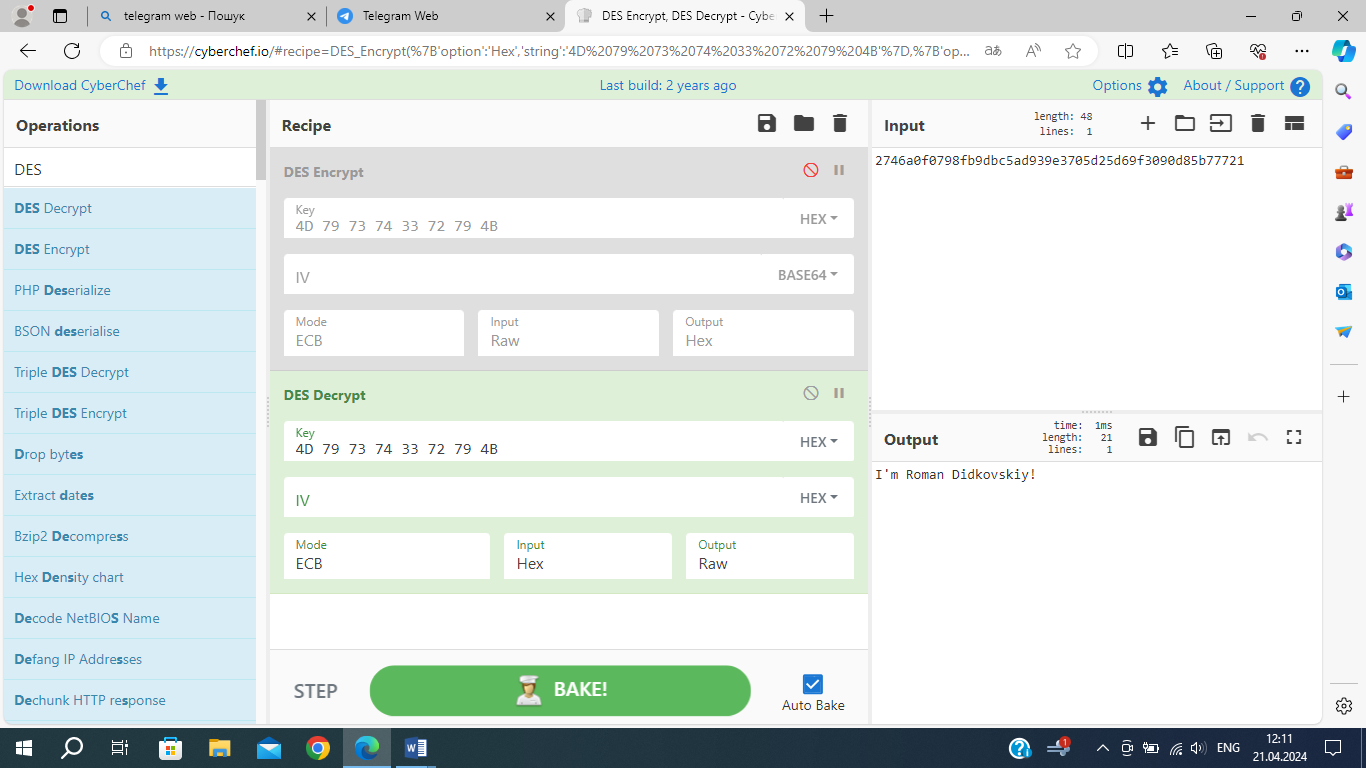 telegram web - Пошук
Telegram Web
DES Encrypt, DES Decrypt - Cybe
https://cyberchef.io/#recipe=DES_Encrypt(%7B'option':'Hex','string':'4D%2079%2073%2074%2033%2072%2079%204B'%7D,%7B'op...
Download CyberChef
Last build: 2 years ago
Options
About / Support
Operations
DES
DES Decrypt
DES Encrypt
PHP Deserialize
BSON deserialise
Triple DES Decrypt
Triple DES Encrypt
Drop bytes
Extract dates
Bzip2 Decompress
Hex Density chart
Decode NetBIOS Name
Defang IP Addresses
Dechunk HTTP response
Recipe
DES Encrypt
Key
4D 79 73 74 33 72 79 4B
HEX
IV
BASE64
Mode
ECB
Input
Raw
Output
Hex
DES Decrypt
Key
4D 79 73 74 33 72 79 4B
HEX
IV
HEX
Mode
ECB
Input
Hex
Output
Raw
STEP
BAKE!
Auto Bake
Input
length: 48
lines: 1
2746a0f0798fb9dbc5ad939e3705d25d69f3090d85b77721
Output
time: 1ms
length: 21
lines: 1
I'm Roman Didkovskiy!
1
ENG
12:11
21.04.2024